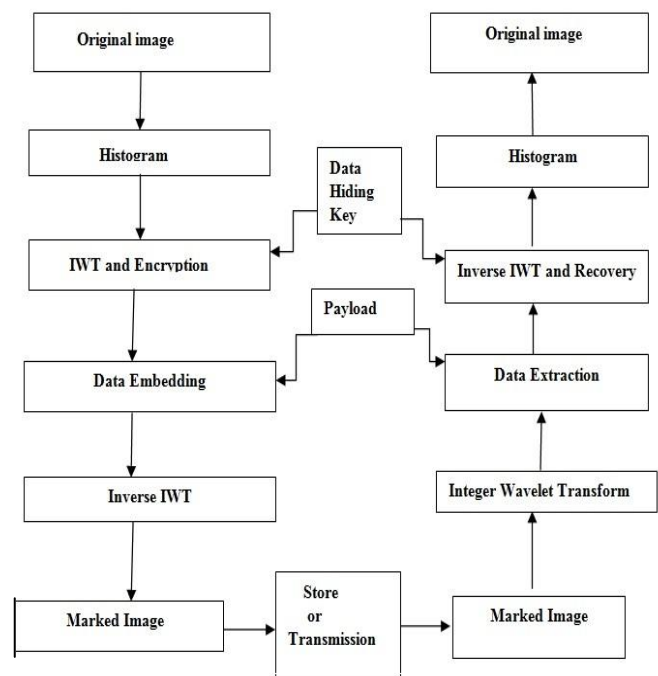 Original image
Histogram
IWT and Encryption
Data Embedding
Inverse IWT
Marked Image
Data
Hiding
Key
Payload
Store
or
Transmission
Original image
Histogram
Inverse IWT and Recovery
Data Extraction
Integer Wavelet Transform
Marked Image